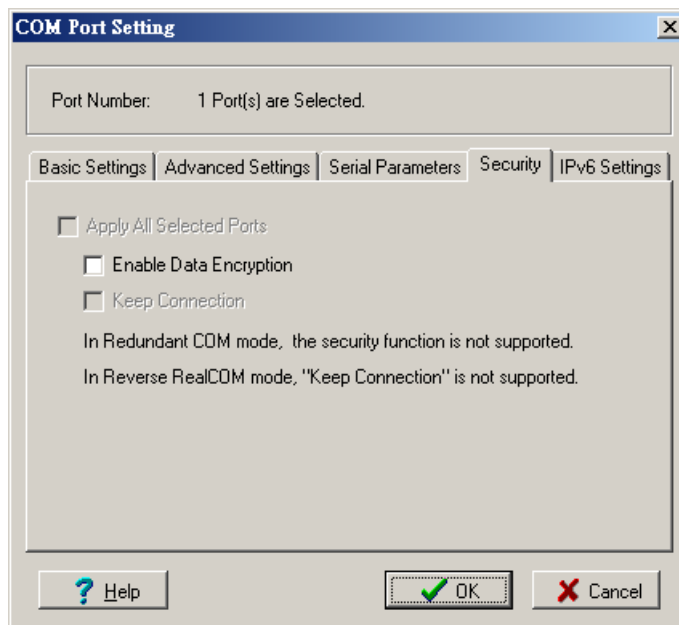 COM Port Setting
Port Number: 1 Port(s) are Selected.
Basic Settings Advanced Settings Serial Parameters Security IPv6 Settings
Apply All Selected Ports
Enable Data Encryption
Keep Connection
In Redundant COM mode, the security function is not supported.
In Reverse RealCOM mode, "Keep Connection" is not supported.
? Help OK Cancel